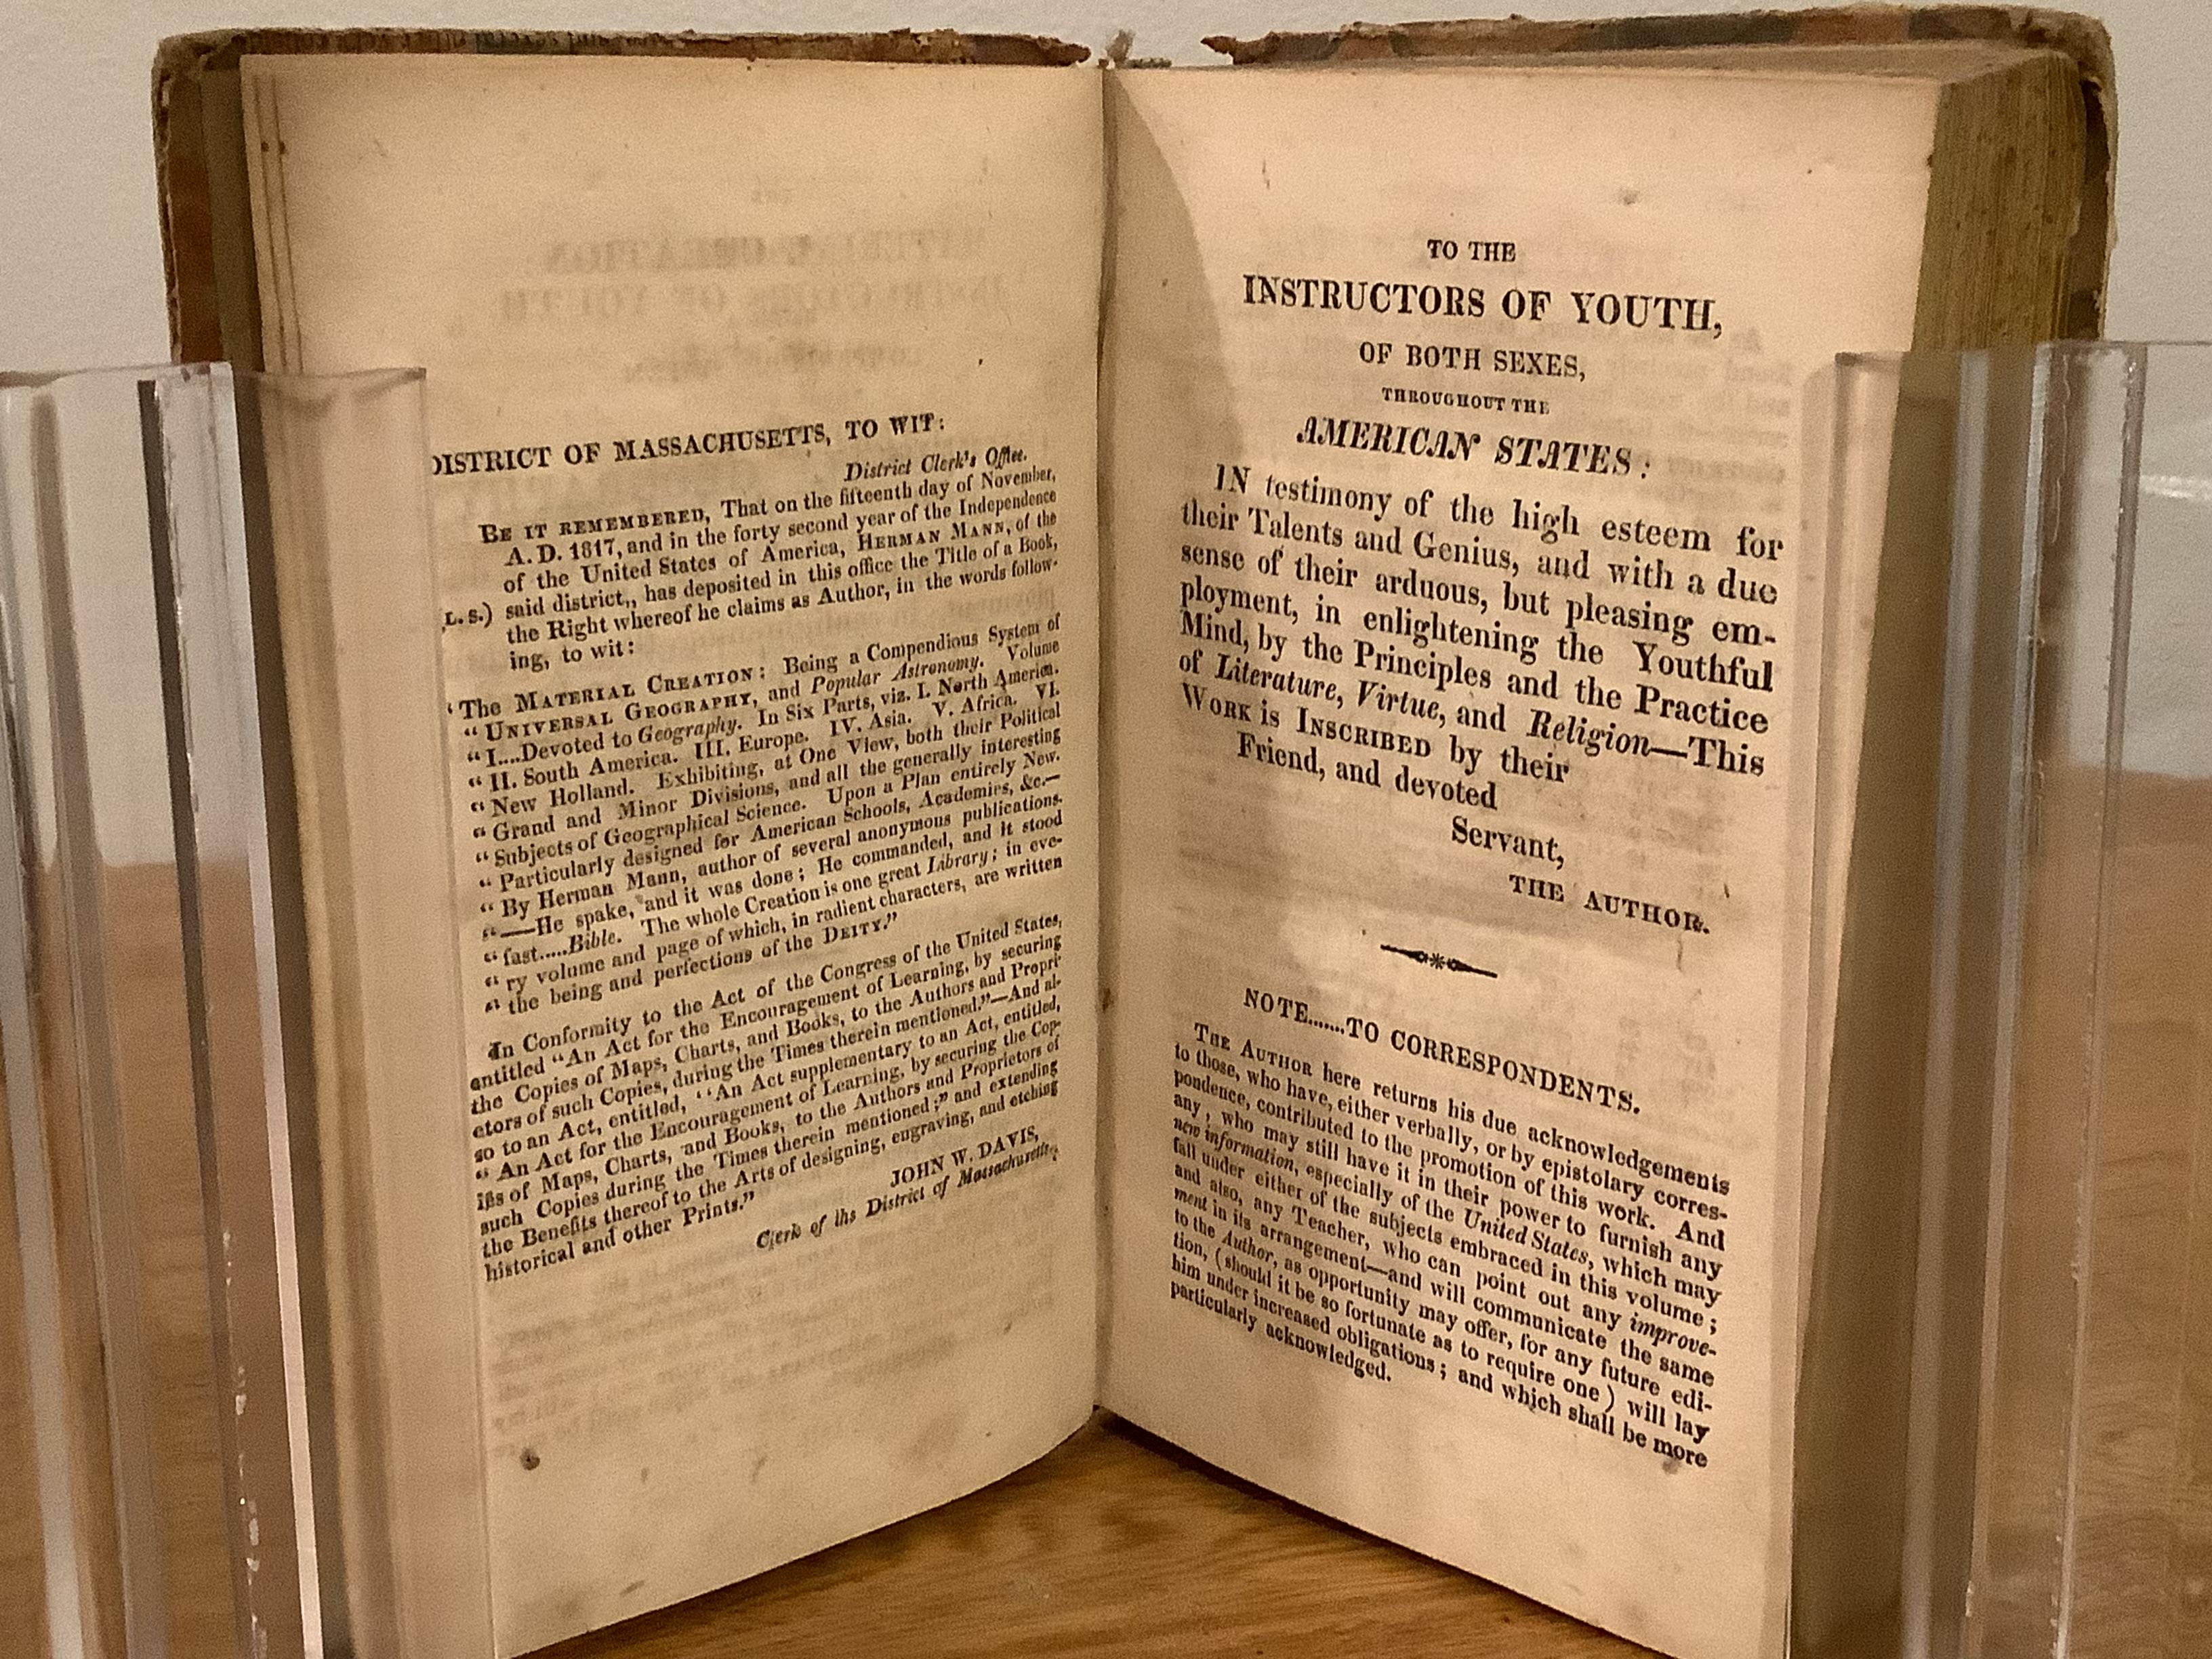 DISTRICT OF MASSACHUSETTS, TO WIT:
District Clerk's Office.
BE IT REMEMBERED, That on the fifteenth day of November,
A. D. 1817, and in the forty second year of the Independence
of the United States of America, HERMAN MANN, of the
L. S.) said district,, has deposited in this office the Title of a Book,
the Right whereof he claims as Author, in the words follow-
ing, to wit:
"The MATERIAL CREATION: Being a Compendious System of
"UNIVERSAL GEOGRAPHY, and Popular Astronomy. Volume
"I....Devoted to Geography. In Six Parts, viz. I. North America.
"II. South America. III. Europe. IV. Asia. V. Africa. VI.
"New Holland. Exhibiting, at One View, both their Political
"Grand and Minor Divisions, and all the generally interesting
"Subjects of Geographical Science. Upon a Plan entirely New.
"Particularly designed for American Schools, Academies, &c.—
"By Herman Mann, author of several anonymous publications.
"——He spake, and it was done; He commanded, and it stood
"fast.....Bible. The whole Creation is one great Library; in eve-
"ry volume and page of which, in radient characters, are written
"the being and perfections of the DEITY."
In Conformity to the Act of the Congress of the United States,
entitled "An Act for the Encouragement of Learning, by securing
the Copies of Maps, Charts, and Books, to the Authors and Propri-
etors of such Copies, during the Times therein mentioned."—And al-
so to an Act, entitled, "An Act supplementary to an Act, entitled,
"An Act for the Encouragement of Learning, by securing the Cop-
ies of Maps, Charts, and Books, to the Authors and Proprietors of
such Copies during the Times therein mentioned;" and extending
the Benefits thereof to the Arts of designing, engraving, and etching
historical and other Prints."
JOHN W. DAVIS,
Clerk of the District of Massachusetts.
TO THE
INSTRUCTORS OF YOUTH,
OF BOTH SEXES,
THROUGHOUT THE
AMERICAN STATES:
IN testimony of the high esteem for
their Talents and Genius, and with a due
sense of their arduous, but pleasing em-
ployment, in enlightening the Youthful
Mind, by the Principles and the Practice
of Literature, Virtue, and Religion—This
WORK is INSCRIBED by their
Friend, and devoted
Servant,
THE AUTHOR.
NOTE.......TO CORRESPONDENTS.
THE AUTHOR here returns his due acknowledgements
to those, who have, either verbally, or by epistolary corres-
pondence, contributed to the promotion of this work. And
any, who may still have it in their power to furnish any
new information, especially of the United States, which may
fall under either of the subjects embraced in this volume;
and also, any Teacher, who can point out any improve-
ment in its arrangement—and will communicate the same
to the Author, as opportunity may offer, for any future edi-
tion, (should it be so fortunate as to require one) will lay
him under increased obligations; and which shall be more
particularly acknowledged.